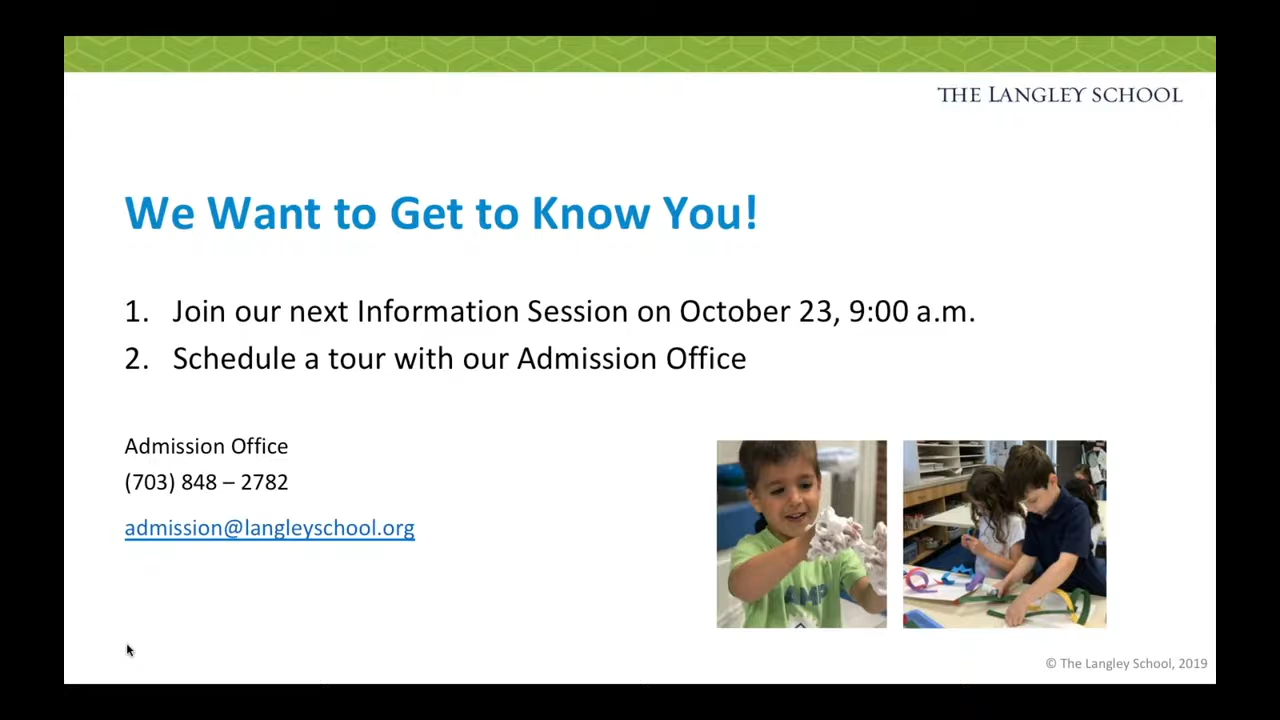 THE LANGLEY SCHOOL
We Want to Get to Know You!
1. Join our next Information Session on October 23, 9:00 a.m.
2. Schedule a tour with our Admission Office
Admission Office
(703) 848 – 2782
admission@langleyschool.org
© The Langley School, 2019